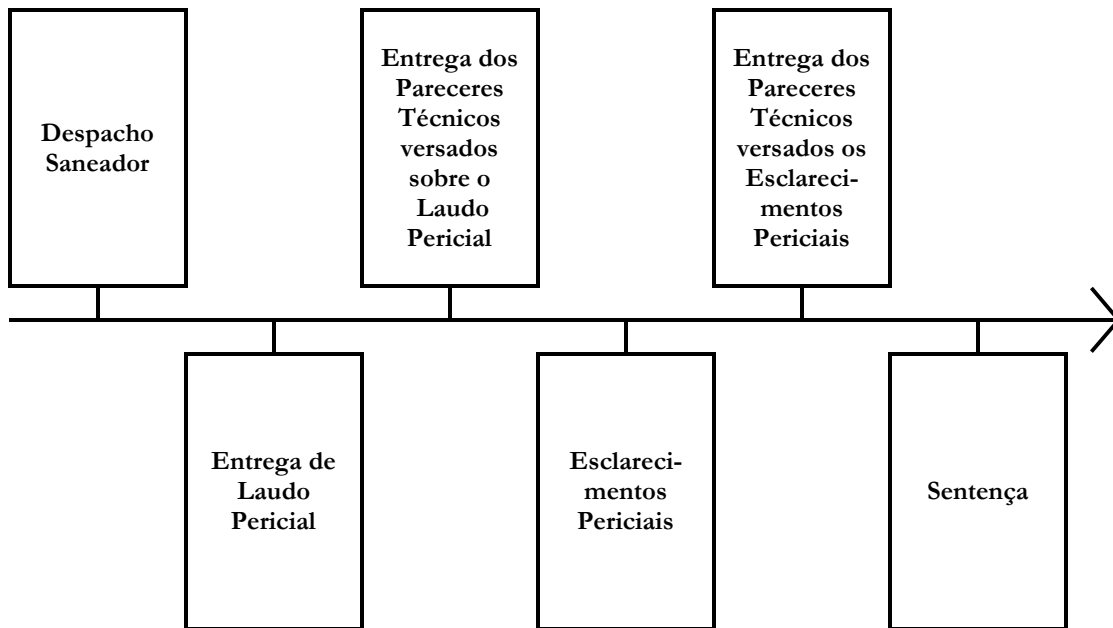 Despacho
Saneador
Entrega dos
Pareceres
Técnicos
versados
sobre o
Laudo
Pericial
Entrega dos
Pareceres
Técnicos
versados os
Esclareci-
mentos
Periciais
Entrega de
Laudo
Pericial
Esclareci-
mentos
Periciais
Sentença